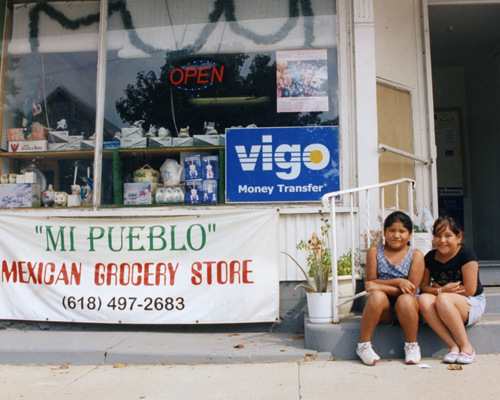 OPEN
vigo
Money Transfer
"MI PUEBLO"
MEXICAN GROCERY STORE
(618) 497-2683